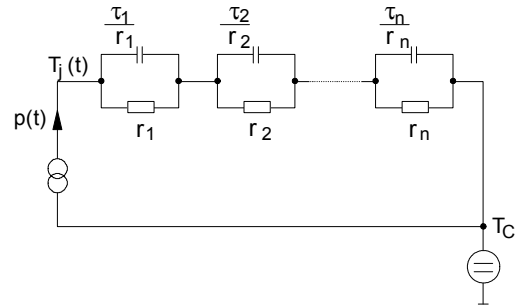 τ1 τ2 τn
r1 r2 rn
Tj(t)
r1 r2 rn
p(t)
TC